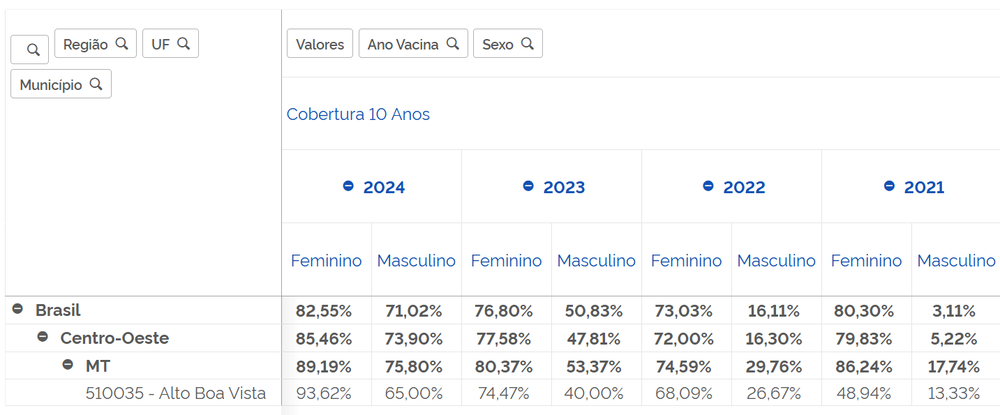 Região UF
Município
Valores Ano Vacina Sexo
Cobertura 10 Anos
2024 2023 2022 2021
Feminino Masculino Feminino Masculino Feminino Masculino Feminino Masculino
Brasil 82,55% 71,02% 76,80% 50,83% 73,03% 16,11% 80,30% 3,11%
Centro-Oeste 85,46% 73,90% 77,58% 47,81% 72,00% 16,30% 79,83% 5,22%
MT 89,19% 75,80% 80,37% 53,37% 74,59% 29,76% 86,24% 17,74%
510035 - Alto Boa Vista 93,62% 65,00% 74,47% 40,00% 68,09% 26,67% 48,94% 13,33%